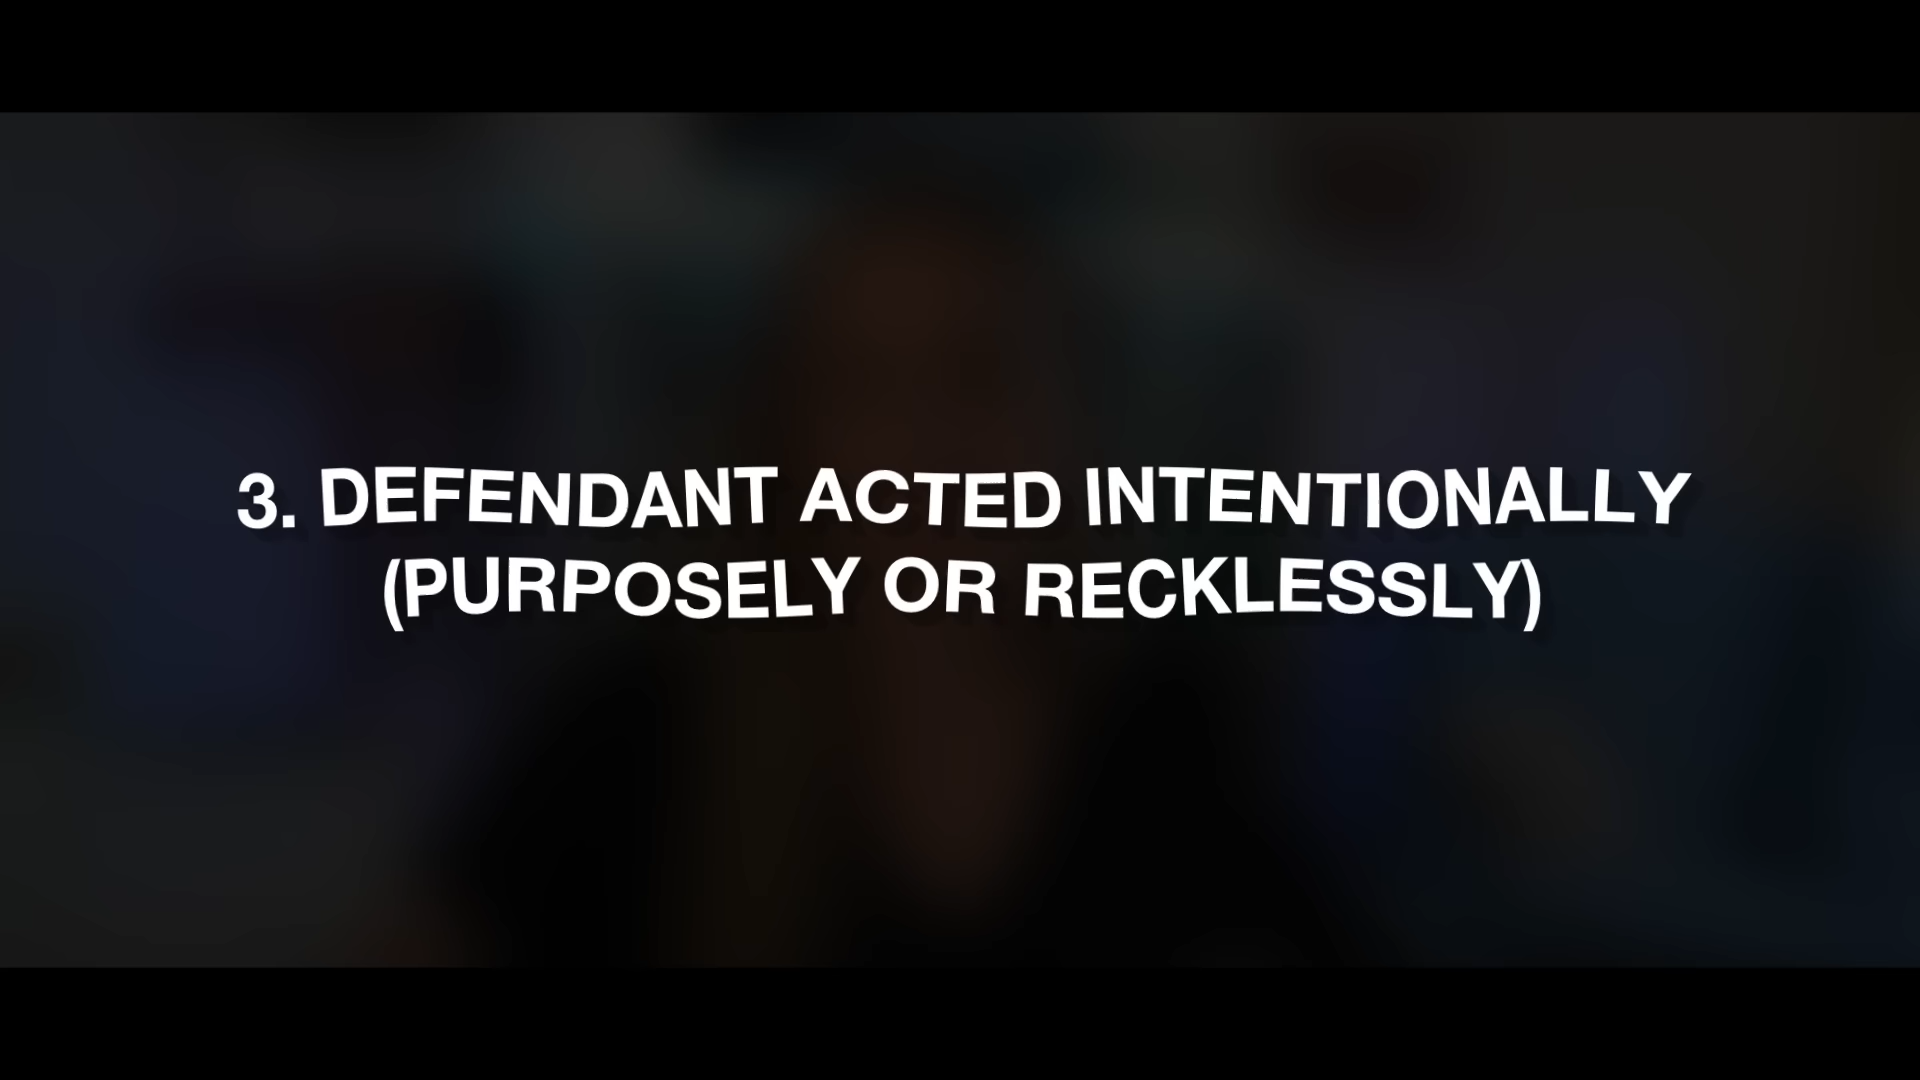 3. DEFENDANT ACTED INTENTIONALLY
(PURPOSELY OR RECKLESSLY)